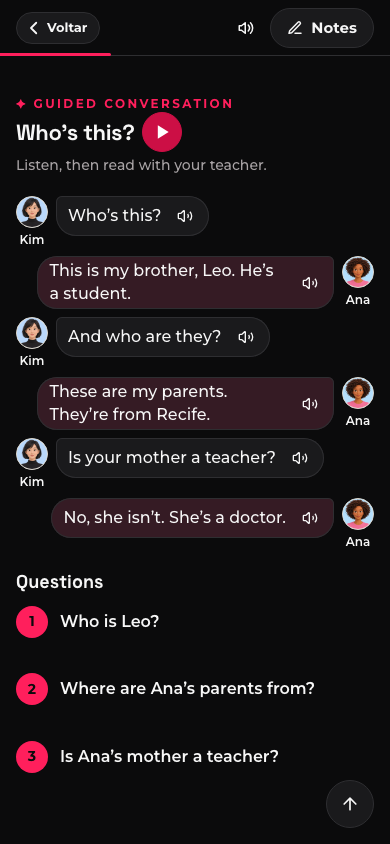 Voltar
Notes
GUIDED CONVERSATION
Who's this?
Listen, then read with your teacher.
Who's this?
Kim
This is my brother, Leo. He's
a student.
Ana
And who are they?
Kim
These are my parents.
They're from Recife.
Ana
Is your mother a teacher?
Kim
No, she isn't. She's a doctor.
Ana
Questions
1 Who is Leo?
2 Where are Ana's parents from?
3 Is Ana's mother a teacher?